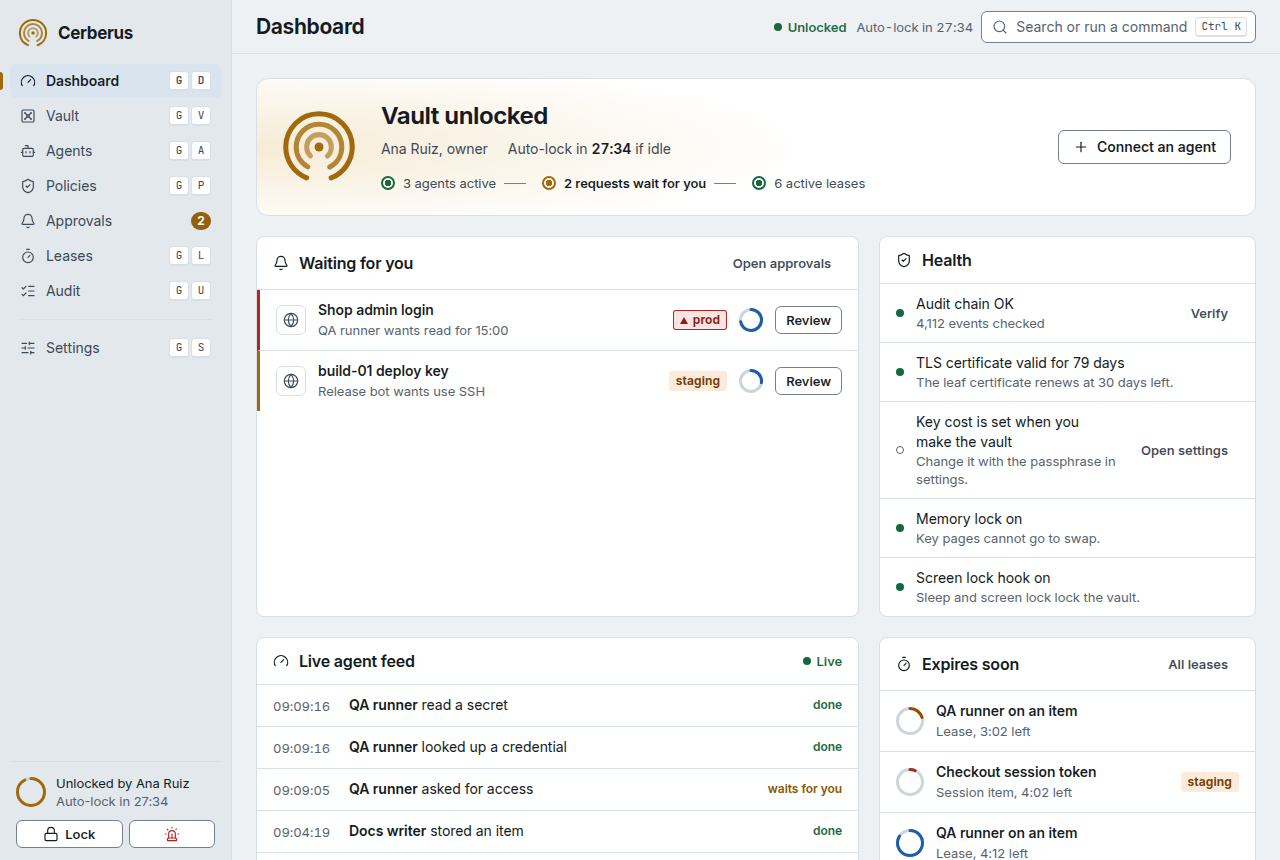 Cerberus
Dashboard G D
Vault G V
Agents G A
Policies G P
Approvals 2
Leases G L
Audit G U
Settings G S
Unlocked by Ana Ruiz
Auto-lock in 27:34
Lock
Dashboard
Unlocked Auto-lock in 27:34 Search or run a command Ctrl K
Vault unlocked
Ana Ruiz, owner Auto-lock in 27:34 if idle
3 agents active 2 requests wait for you 6 active leases
Connect an agent
Waiting for you Open approvals
Shop admin login
QA runner wants read for 15:00
prod Review
build-01 deploy key
Release bot wants use SSH
staging Review
Health
Audit chain OK
4,112 events checked
Verify
TLS certificate valid for 79 days
The leaf certificate renews at 30 days left.
Key cost is set when you
make the vault
Change it with the passphrase in
settings.
Open settings
Memory lock on
Key pages cannot go to swap.
Screen lock hook on
Sleep and screen lock lock the vault.
Live agent feed Live
09:09:16 QA runner read a secret done
09:09:16 QA runner looked up a credential done
09:09:05 QA runner asked for access waits for you
09:04:19 Docs writer stored an item done
Expires soon All leases
QA runner on an item
Lease, 3:02 left
Checkout session token
Session item, 4:02 left
staging
QA runner on an item
Lease, 4:12 left